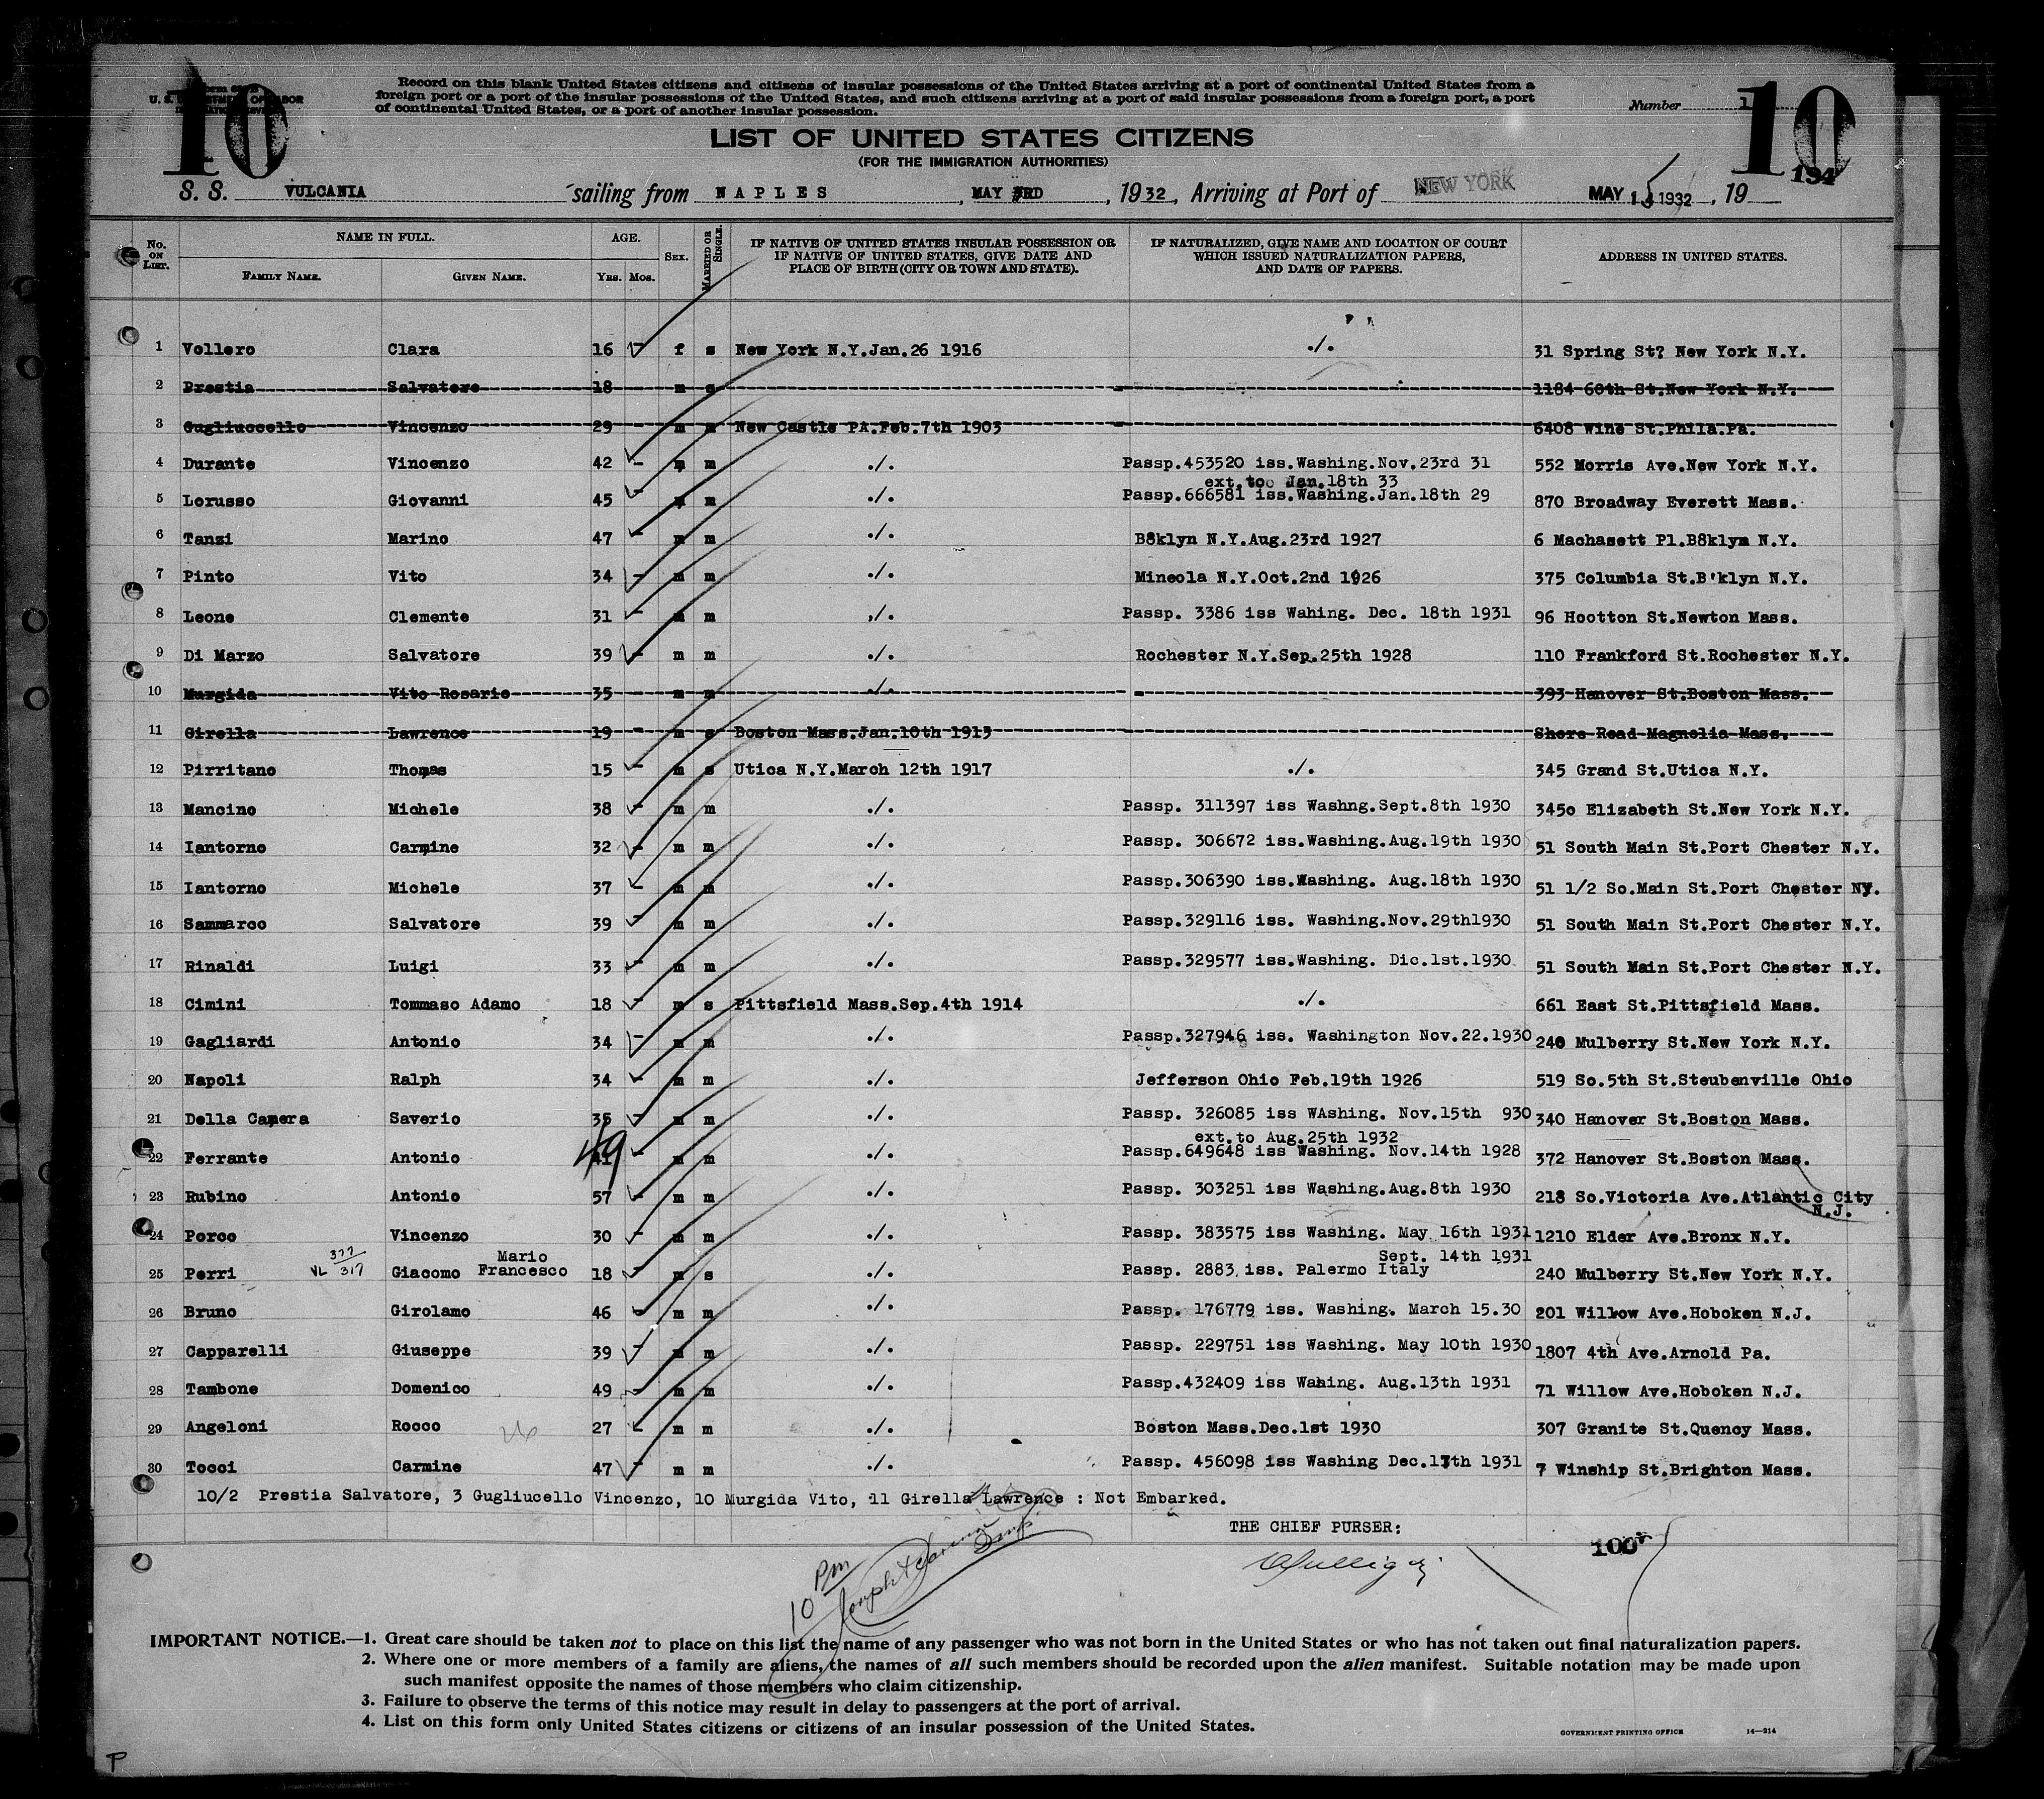 10
U. S. DEPARTMENT OF LABOR
Record on this blank United States citizens and citizens of insular possessions of the United States arriving at a port of continental United States from a
foreign port or a port of the insular possessions of the United States, and such citizens arriving at a port of said insular possessions from a foreign port, a port
of continental United States, or a port of another insular possession.
Number 1
10
194
LIST OF UNITED STATES CITIZENS
(FOR THE IMMIGRATION AUTHORITIES)
S. S. VULCANIA sailing from NAPLES, MAY 3RD, 1932, Arriving at Port of NEW YORK MAY 15 1932, 19
No. ON LIST. NAME IN FULL. FAMILY NAME. GIVEN NAME. AGE. YRS. MOS. SEX. MARRIED OR SINGLE. IF NATIVE OF UNITED STATES INSULAR POSSESSION OR IF NATIVE OF UNITED STATES, GIVE DATE AND PLACE OF BIRTH (CITY OR TOWN AND STATE). IF NATURALIZED, GIVE NAME AND LOCATION OF COURT WHICH ISSUED NATURALIZATION PAPERS, AND DATE OF PAPERS. ADDRESS IN UNITED STATES.
1 Vollero Clara 16 - f s New York N.Y.Jan.26 1916 ./. 31 Spring St? New York N.Y.
2 Prestia Salvatore 18 m s 1184 60th St.New York N.Y.
3 Gugliuccello Vincenzo 29 - m m New Castle PA.Feb.7th 1903 6408 Wine St.Phila.Pa.
4 Durante Vincenzo 42 - m m ./. Passp.453520 iss.Washing.Nov.23rd 31 552 Morris Ave.New York N.Y.
ext.too Jan.18th 33
5 Lorusso Giovanni 45 - m m ./. Passp.666581 iss.Washing.Jan.18th 29 870 Broadway Everett Mass.
6 Tanzi Marino 47 - m m ./. B8klyn N.Y.Aug.23rd 1927 6 Machasett Pl.B8klyn N.Y.
7 Pinto Vito 34 - m m ./. Mineola N.Y.Oct.2nd 1926 375 Columbia St.B'klyn N.Y.
8 Leone Clemente 31 - m m ,/. Passp. 3386 iss Wahing. Dec. 18th 1931 96 Hootton St.Newton Mass.
9 Di Marzo Salvatore 39 - m m ./. Rochester N.Y.Sep.25th 1928 110 Frankford St.Rochester N.Y.
10 Murgida Vito Rosario 35 m m ./. 393 Hanover St.Boston Mass.
11 Girella Lawrence 19 - m s Boston Mass.Jan.10th 1913 Shore Road Magnolia Mass.
12 Pirritano Thomas 15 - m s Utica N.Y.March 12th 1917 ./. 345 Grand St.Utica N.Y.
13 Mancino Michele 38 - m m ./. Passp. 311397 iss Washng.Sept.8th 1930 345o Elizabeth St.New York N.Y.
14 Iantorno Carmine 32 - m m ./. Passp. 306672 iss.Washing.Aug.19th 1930 51 South Main St.Port Chester N.Y.
15 Iantorno Michele 37 - m m ./. Passp.306390 iss.Washing. Aug.18th 1930 51 1/2 So.Main St.Port Chester NY.
16 Sammarco Salvatore 39 - m m ./. Passp.329116 iss. Washing.Nov.29th1930 51 South Main St.Port Chester N.Y.
17 Rinaldi Luigi 33 - m m ./. Passp.329577 iss.Washing. Dic.1st.1930 51 South Main St.Port Chester N.Y.
18 Cimini Tommaso Adamo 18 - m s Pittsfield Mass.Sep.4th 1914 ./. 661 East St.Pittsfield Mass.
19 Gagliardi Antonio 34 - m m ./. Passp.327946 iss. Washington Nov.22.1930 240 Mulberry St.New York N.Y.
20 Napoli Ralph 34 - m m ./. Jefferson Ohio Feb.19th 1926 519 So.5th St.Steubenville Ohio
21 Della Camera Saverio 35 - m m ./. Passp. 326085 iss WAshing. Nov.15th 930 340 Hanover St.Boston Mass.
ext.to Aug.25th 1932
22 Ferrante Antonio 41 49 - m m ./. Passp.649648 iss Washing. Nov.14th 1928 372 Hanover St.Boston Mass.
23 Rubino Antonio 57 - m m ./. Passp. 303251 iss Washing.Aug.8th 1930 218 So.Victoria Ave.Atlantic City
N.J.
24 Porco Vincenzo 30 - m m ./. Passp. 383575 iss Washing. May 16th 1931 1210 Elder Ave.Bronx N.Y.
377 Mario Sept. 14th 1931
25 Perri VL 317 Giacomo Francesco 18 - m s ./. Passp. 2883 iss. Palermo Italy 240 Mulberry St.New York N.Y.
26 Bruno Girolamo 46 - m m ./. Passp. 176779 iss. Washing. March 15.30 201 Willow Ave.Hoboken N.J.
27 Capparelli Giuseppe 39 - m m ./. Passp. 229751 iss Washing. May 10th 1930 1807 4th Ave.Arnold Pa.
28 Tambone Domenico 49 - m m ./. Passp.432409 iss Wahing. Aug.13th 1931 71 Willow Ave.Hoboken N.J.
29 Angeloni Rocco 26 27 - m m ./. Boston Mass.Dec.1st 1930 307 Granite St.Quency Mass.
30 Tocci Carmine 47 - m m ./. Passp. 456098 iss Washing Dec.17th 1931 7 Winship St.Brighton Mass.
10/2 Prestia Salvatore, 3 Gugliucello Vincenzo, 10 Murgida Vito, 11 Girella Lawrence : Not Embarked.
THE CHIEF PURSER:
100
10 Pm
IMPORTANT NOTICE.—1. Great care should be taken not to place on this list the name of any passenger who was not born in the United States or who has not taken out final naturalization papers.
2. Where one or more members of a family are aliens, the names of all such members should be recorded upon the alien manifest. Suitable notation may be made upon
such manifest opposite the names of those members who claim citizenship.
3. Failure to observe the terms of this notice may result in delay to passengers at the port of arrival.
4. List on this form only United States citizens or citizens of an insular possession of the United States.
GOVERNMENT PRINTING OFFICE 14—214
P